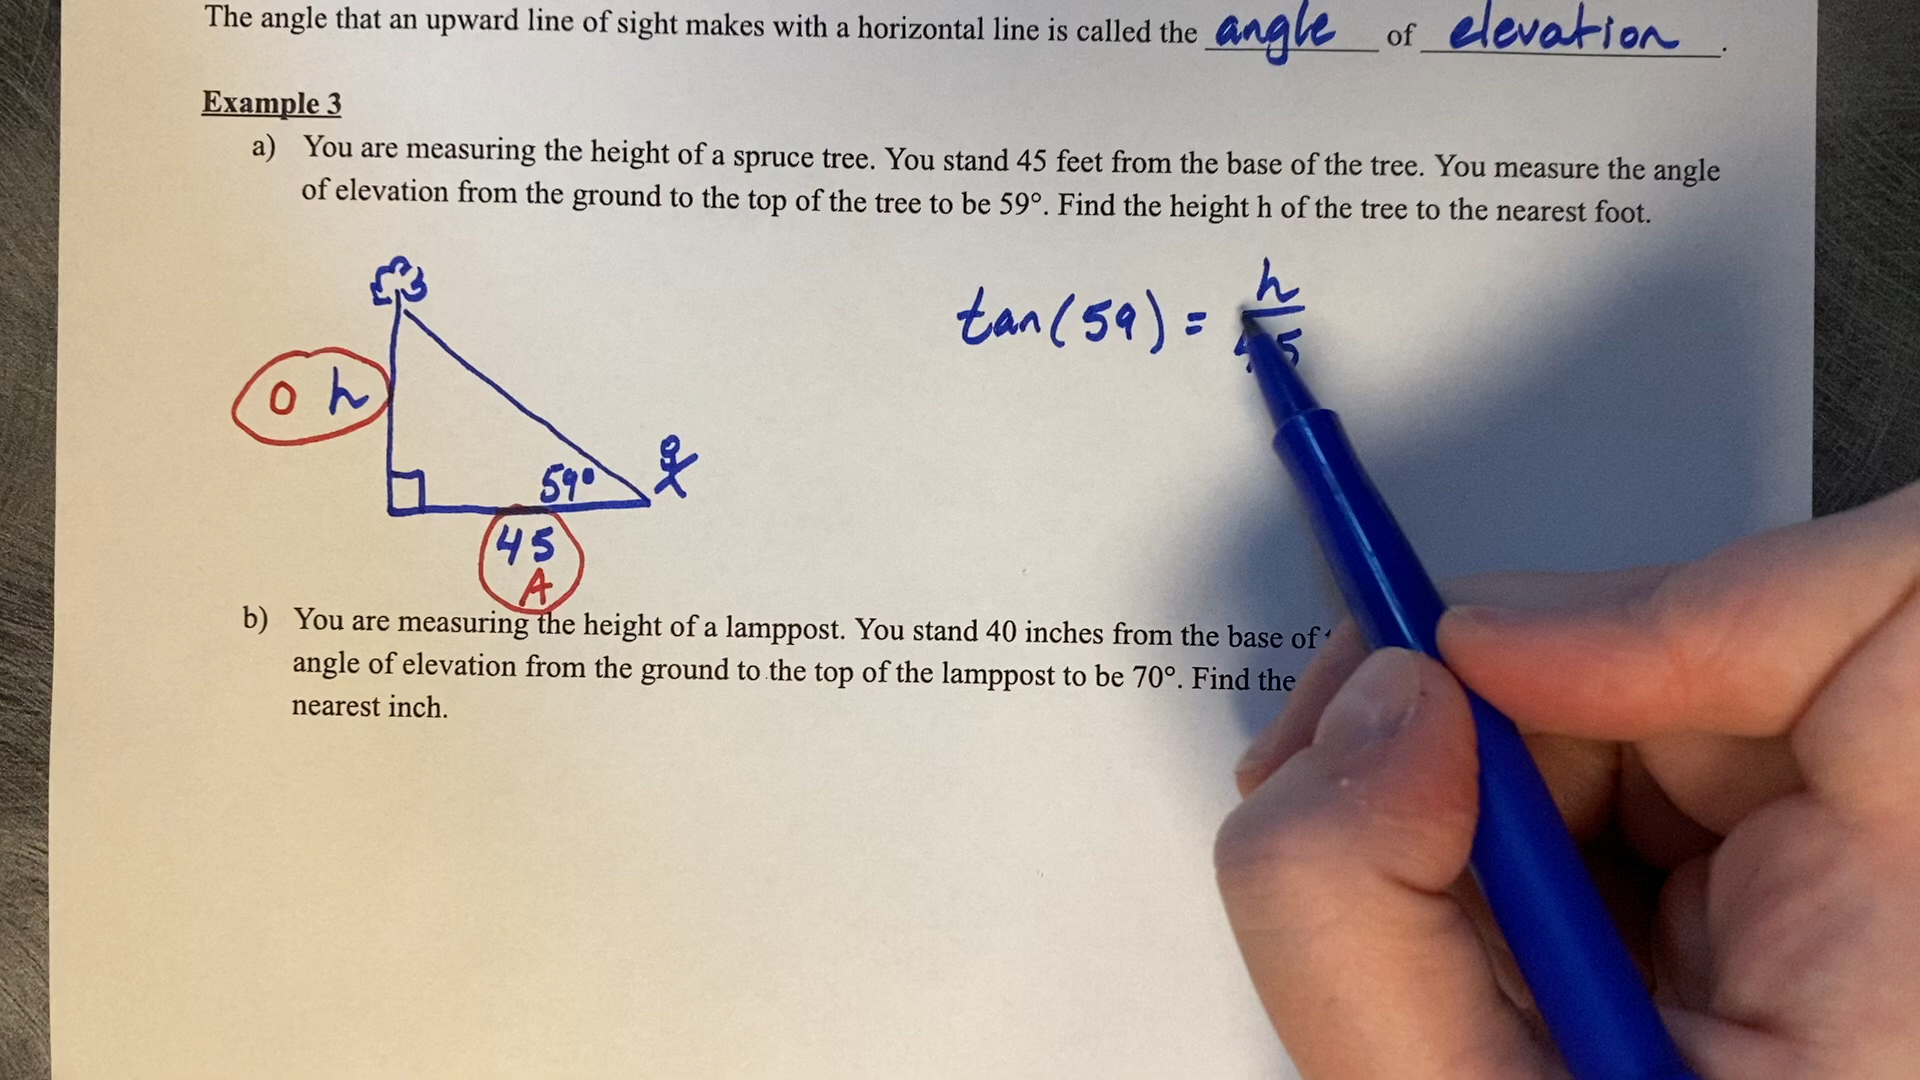 The angle that an upward line of sight makes with a horizontal line is called the angle of elevation.
Example 3
a) You are measuring the height of a spruce tree. You stand 45 feet from the base of the tree. You measure the angle
of elevation from the ground to the top of the tree to be 59°. Find the height h of the tree to the nearest foot.
tan(59) = h
O h
59°
45
A
b) You are measuring the height of a lamppost. You stand 40 inches from the base of
angle of elevation from the ground to the top of the lamppost to be 70°. Find the
nearest inch.